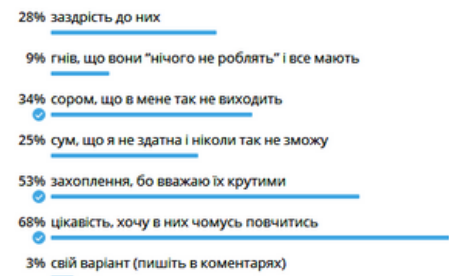 28% заздрість до них
9% гнів, що вони “нічого не роблять” і все мають
34% сором, що в мене так не виходить
25% сум, що я не здатна і ніколи так не зможу
53% захоплення, бо вважаю їх крутими
68% цікавість, хочу в них чомусь повчитись
3% свій варіант (пишіть в коментарях)